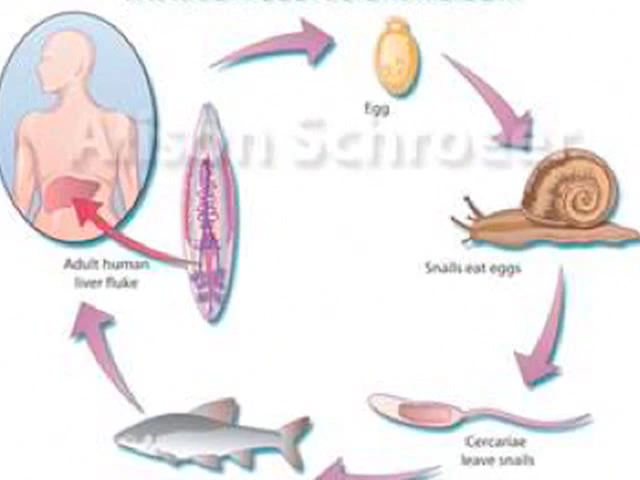 Egg
Alison Schroeer
Snails eat eggs
Adult human
liver fluke
Cercariae
leave snails